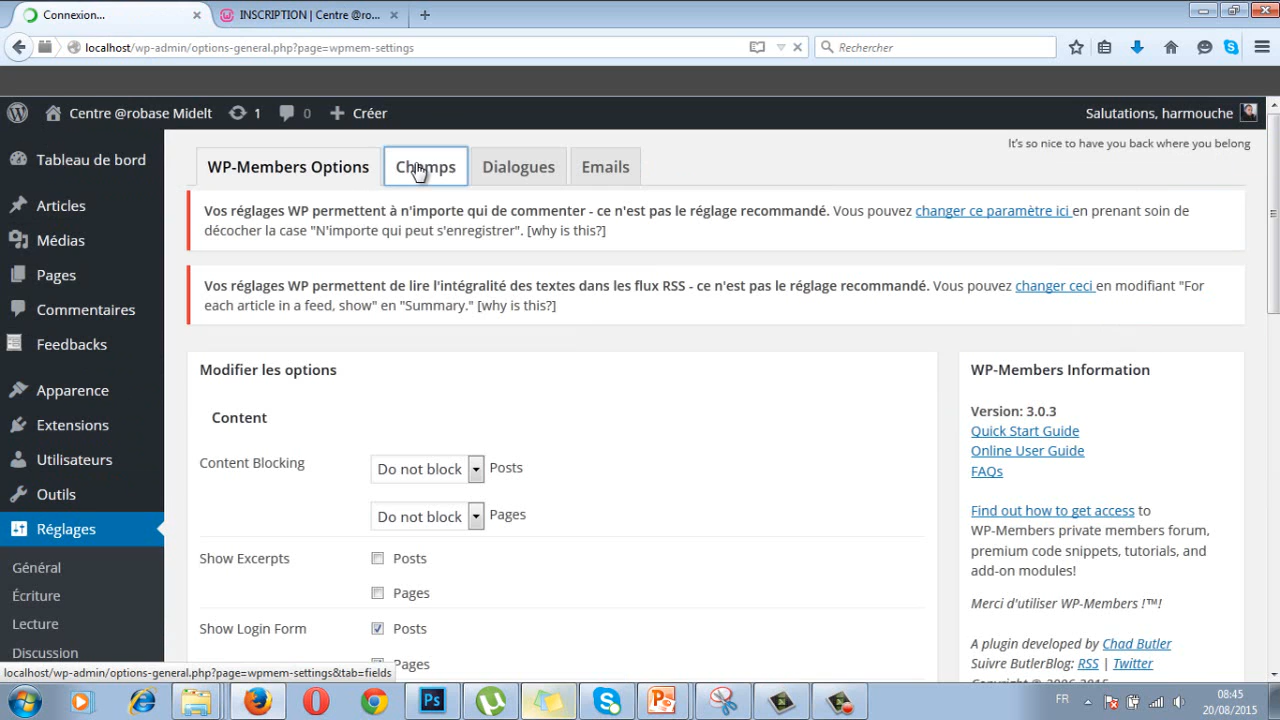 Connexion...
INSCRIPTION | Centre @ro...
localhost/wp-admin/options-general.php?page=wpmem-settings
Rechercher
Centre @robase Midelt
1
0
Créer
Salutations, harmouche
It's so nice to have you back where you belong
Tableau de bord
Articles
Médias
Pages
Commentaires
Feedbacks
Apparence
Extensions
Utilisateurs
Outils
Réglages
Général
Écriture
Lecture
Discussion
WP-Members Options
Champs
Dialogues
Emails
Vos réglages WP permettent à n'importe qui de commenter - ce n'est pas le réglage recommandé. Vous pouvez changer ce paramètre ici en prenant soin de
décocher la case "N'importe qui peut s'enregistrer". [why is this?]
Vos réglages WP permettent de lire l'intégralité des textes dans les flux RSS - ce n'est pas le réglage recommandé. Vous pouvez changer ceci en modifiant "For
each article in a feed, show" en "Summary." [why is this?]
Modifier les options
Content
Content Blocking
Do not block
Posts
Do not block
Pages
Show Excerpts
Posts
Pages
Show Login Form
Posts
Pages
WP-Members Information
Version: 3.0.3
Quick Start Guide
Online User Guide
FAQs
Find out how to get access to
WP-Members private members forum,
premium code snippets, tutorials, and
add-on modules!
Merci d'utiliser WP-Members !™!
A plugin developed by Chad Butler
Suivre ButlerBlog: RSS | Twitter
localhost/wp-admin/options-general.php?page=wpmem-settings&tab=fields
Ps
FR
08:45
20/08/2015